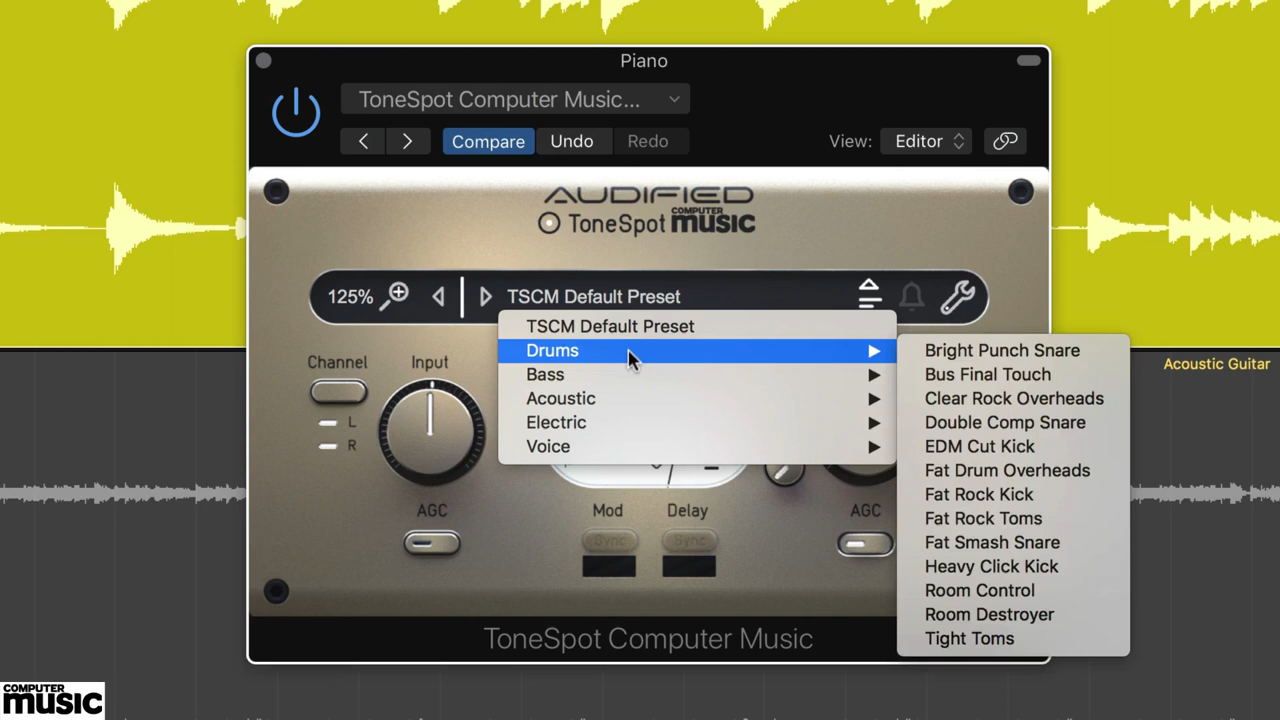 Piano
ToneSpot Computer Music...
Compare Undo Redo View: Editor
AUDIFIED
ToneSpot COMPUTER music
125% TSCM Default Preset
TSCM Default Preset
Drums
Bass
Acoustic
Electric
Voice
Bright Punch Snare
Bus Final Touch
Clear Rock Overheads
Double Comp Snare
EDM Cut Kick
Fat Drum Overheads
Fat Rock Kick
Fat Rock Toms
Fat Smash Snare
Heavy Click Kick
Room Control
Room Destroyer
Tight Toms
Acoustic Guitar
Channel Input
L
R
AGC Mod Delay AGC
Sync Sync
ToneSpot Computer Music
COMPUTER
music